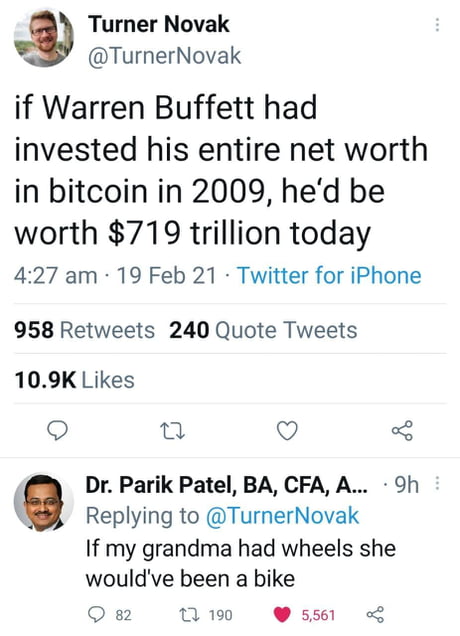 Turner Novak
@TurnerNovak
if Warren Buffett had
invested his entire net worth
in bitcoin in 2009, he‘d be
worth $719 trillion today
4:27 am · 19 Feb 21 · Twitter for iPhone
958 Retweets 240 Quote Tweets
10.9K Likes
Dr. Parik Patel, BA, CFA, A... · 9h
Replying to @TurnerNovak
If my grandma had wheels she
would've been a bike
82 190 5,561